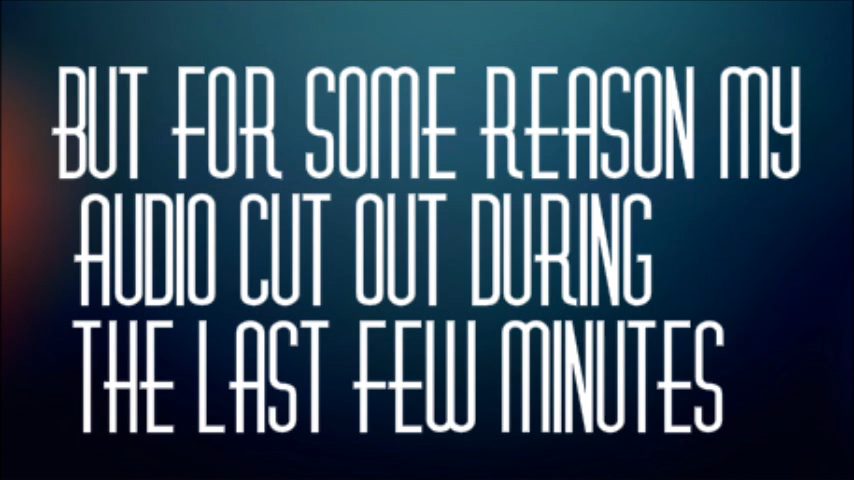 BUT FOR SOME REASON MY
AUDIO CUT OUT DURING
THE LAST FEW MINUTES